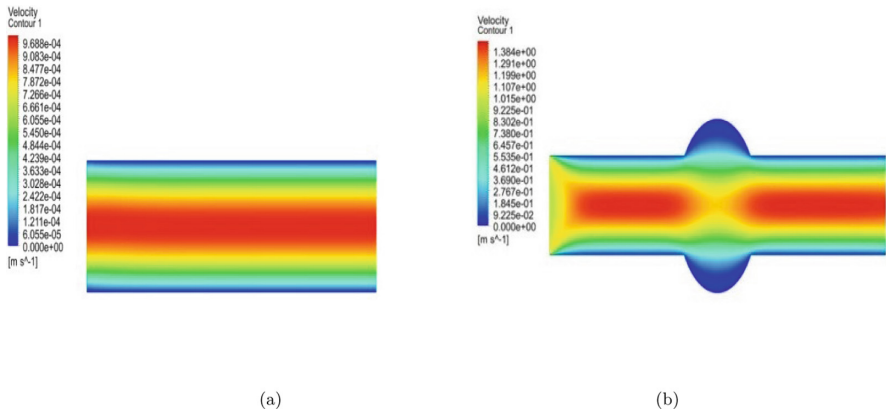 Velocity
Contour 1
9.688e-04
9.083e-04
8.477e-04
7.872e-04
7.266e-04
6.661e-04
6.055e-04
5.450e-04
4.844e-04
4.239e-04
3.633e-04
3.028e-04
2.422e-04
1.817e-04
1.211e-04
6.055e-05
0.000e+00
[m s^-1]
(a)
Velocity
Contour 1
1.384e+00
1.291e+00
1.199e+00
1.107e+00
1.015e+00
9.225e-01
8.302e-01
7.380e-01
6.457e-01
5.535e-01
4.612e-01
3.690e-01
2.767e-01
1.845e-01
9.225e-02
0.000e+00
[m s^-1]
(b)